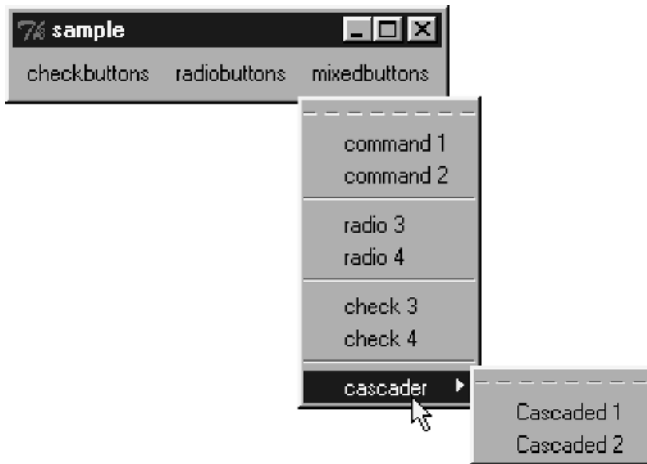 sample
checkbuttons radiobuttons mixedbuttons
command 1
command 2
radio 3
radio 4
check 3
check 4
cascader
Cascaded 1
Cascaded 2